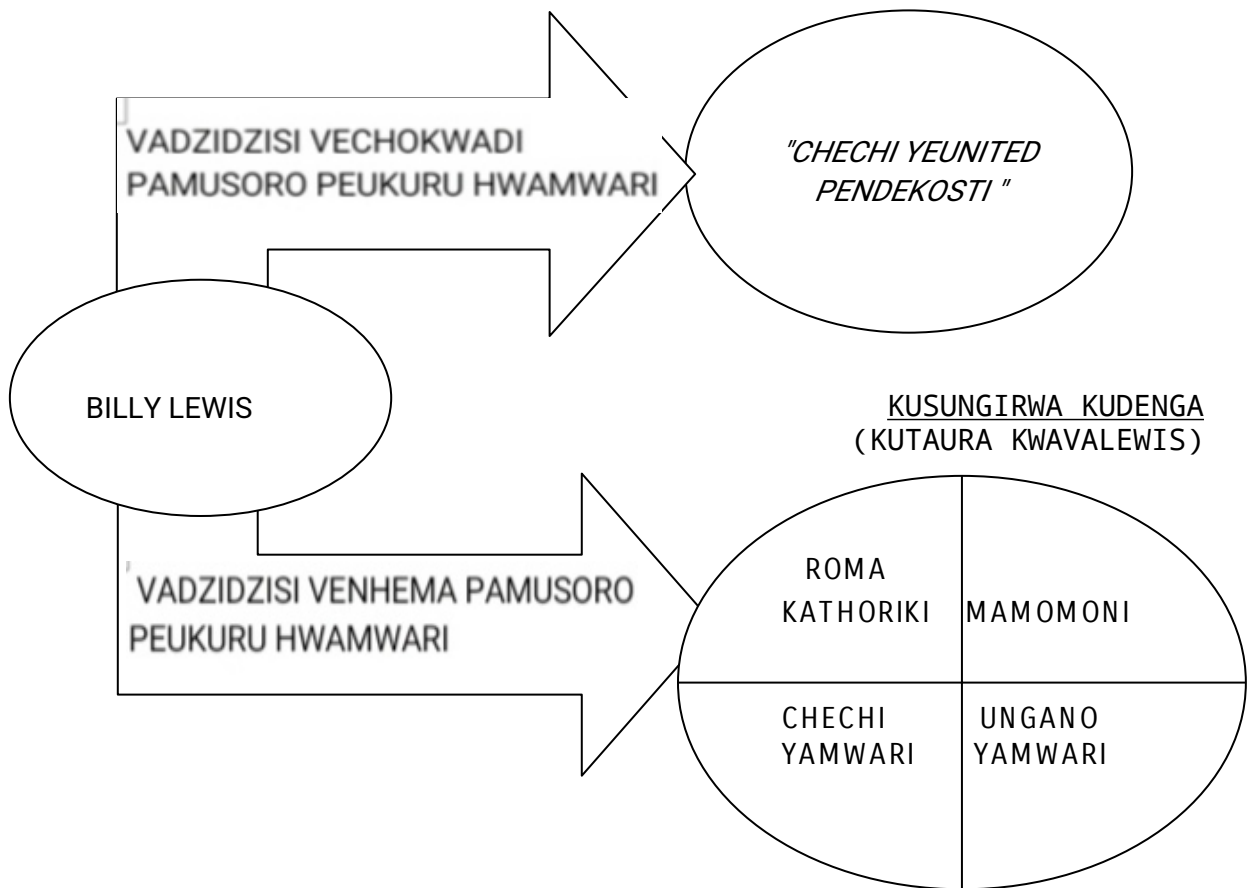 VADZIDZISI VECHOKWADI
PAMUSORO PEUKURU HWAMWARI
"CHECHI YEUNITED
PENDEKOSTI "
BILLY LEWIS
KUSUNGIRWA KUDENGA
(KUTAURA KWAVALEWIS)
VADZIDZISI VENHEMA PAMUSORO
PEUKURU HWAMWARI
ROMA
KATHORIKI
MAMOMONI
CHECHI
YAMWARI
UNGANO
YAMWARI